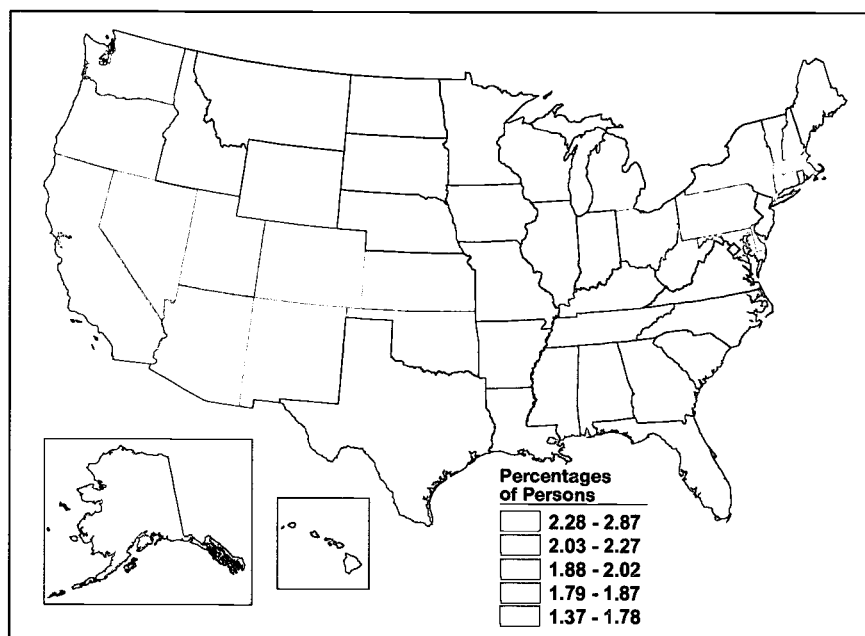 Percentages
of Persons
2.28 - 2.87
2.03 - 2.27
1.88 - 2.02
1.79 - 1.87
1.37 - 1.78